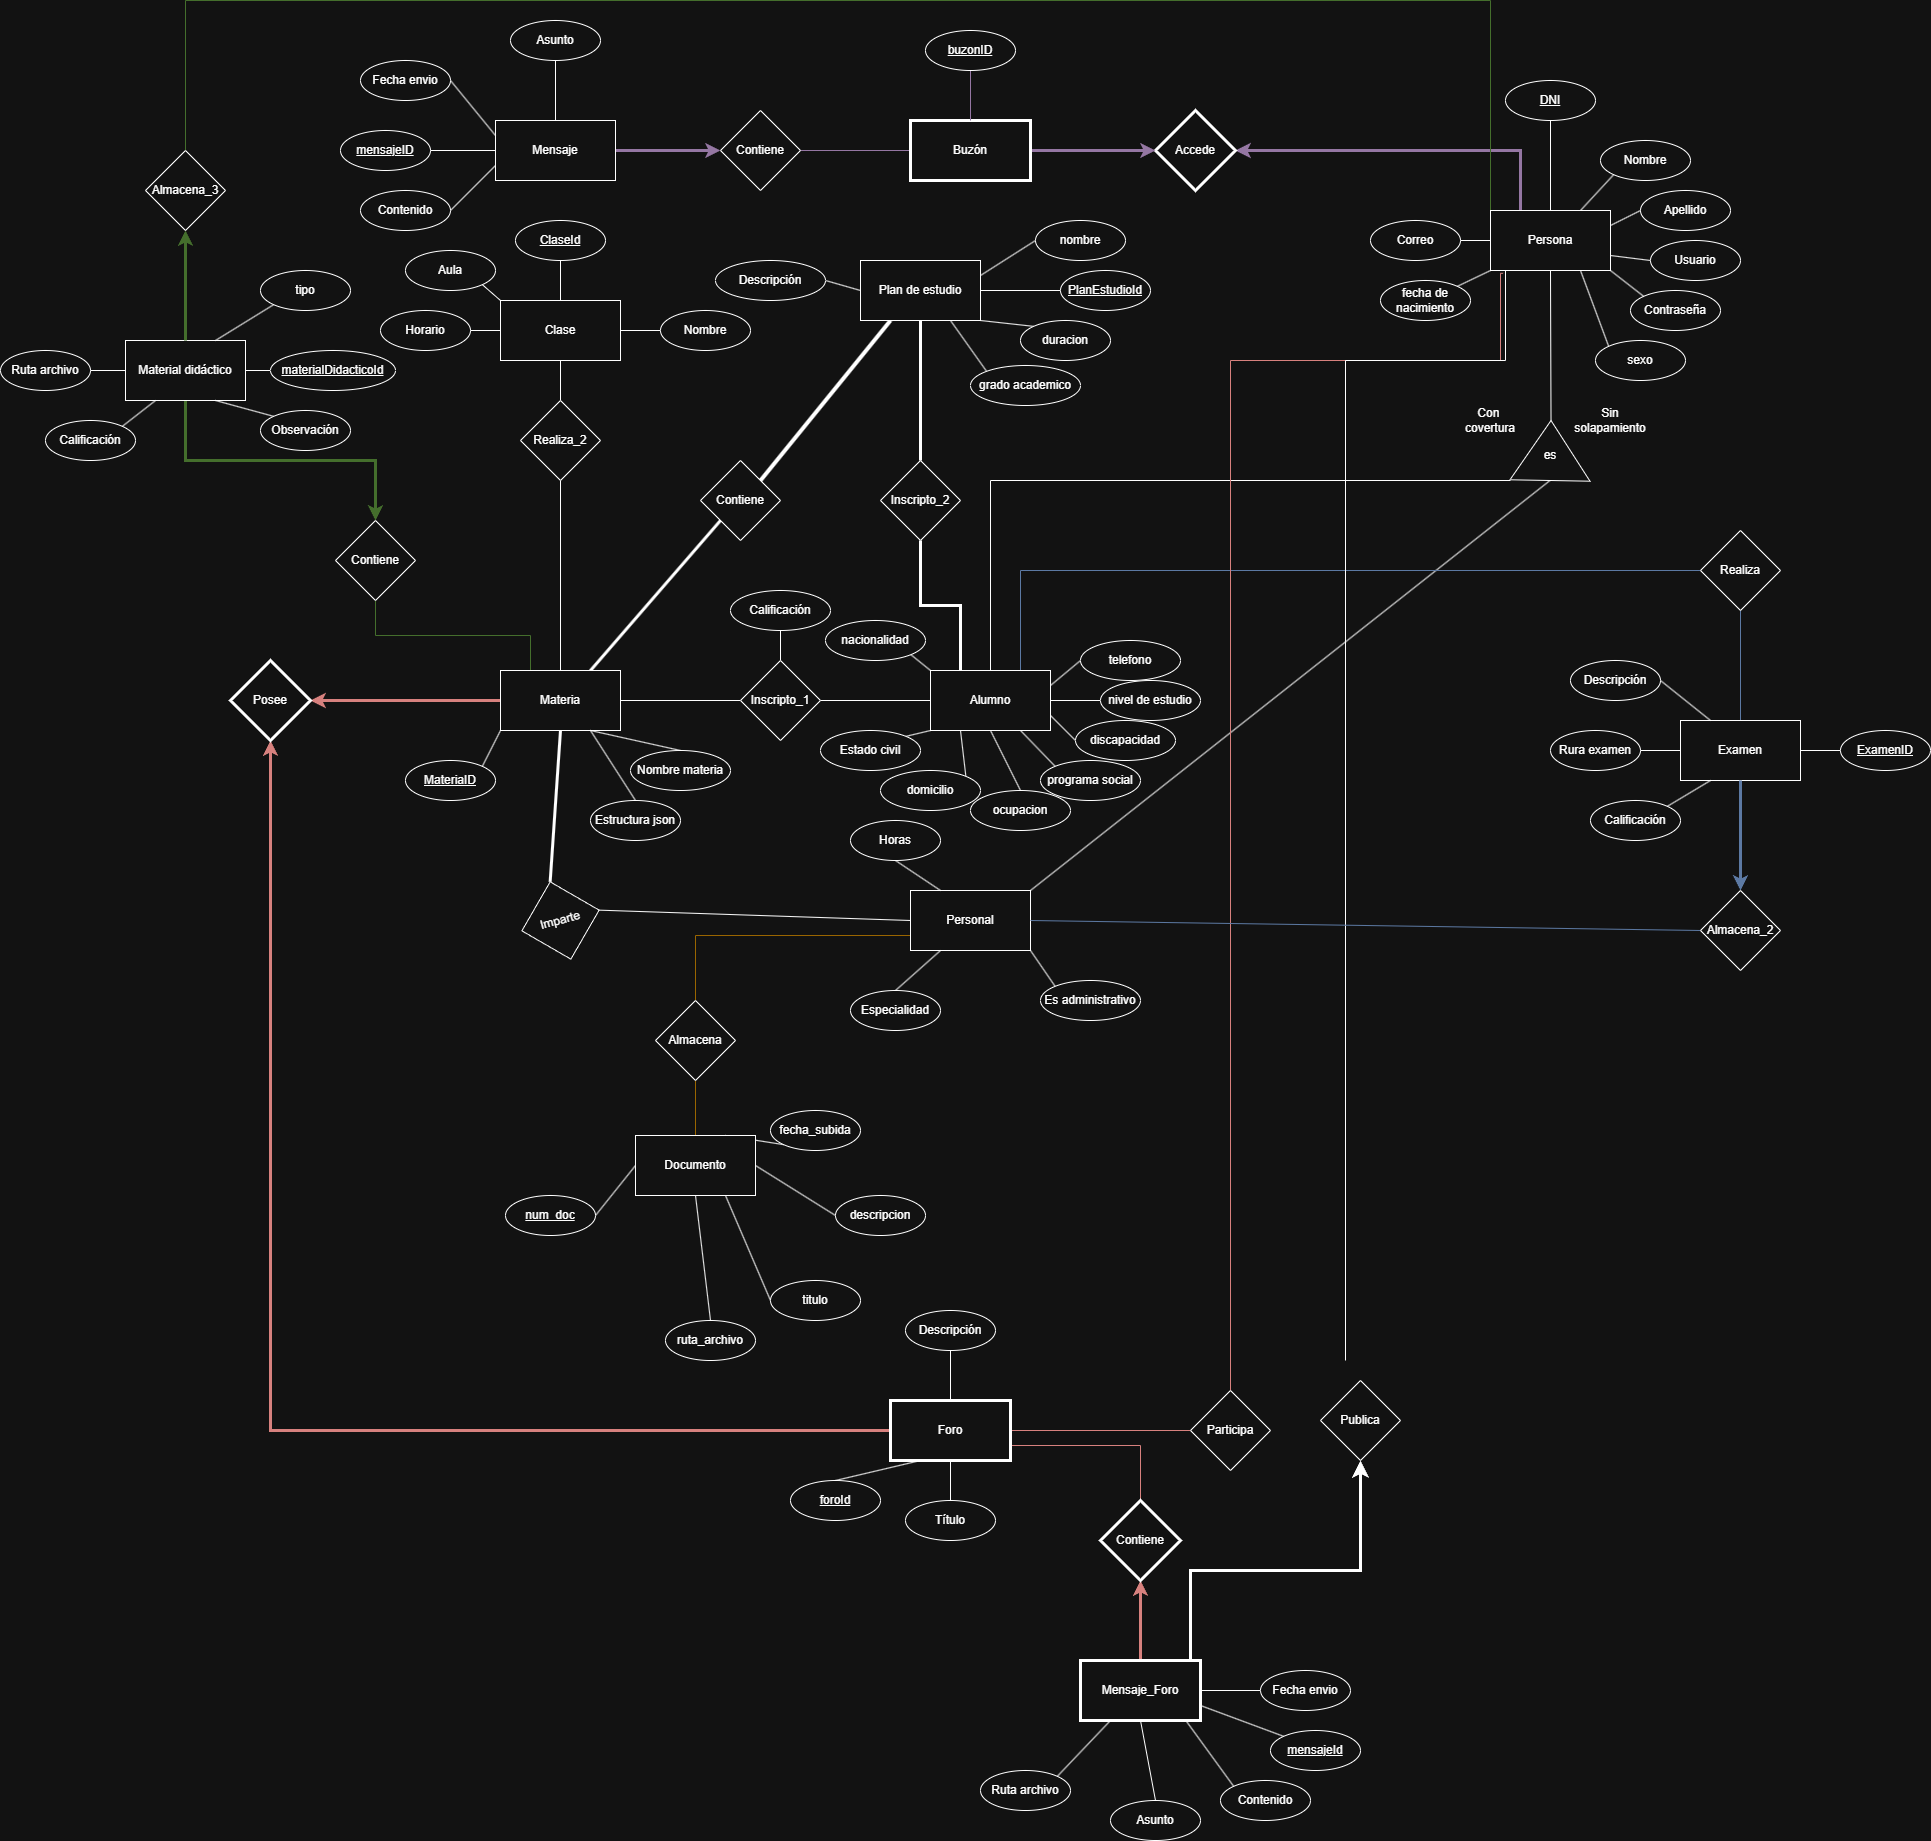 Asunto
buzonID
Fecha envio
DNI
mensajeID
Mensaje
Contiene
Buzón
Accede
Nombre
Almacena_3
Contenido
Apellido
ClaseId
nombre
Correo
Persona
Usuario
Aula
Descripción
Plan de estudio
PlanEstudioId
tipo
fecha de
nacimiento
Contraseña
Horario
Clase
Nombre
duracion
sexo
Ruta archivo
Material didáctico
materialDidacticoId
grado academico
Calificación
Observación
Realiza_2
Con
covertura
Sin
solapamiento
es
Contiene
Inscripto_2
Contiene
Realiza
Calificación
nacionalidad
telefono
Descripción
Posee
Materia
Inscripto_1
Alumno
nivel de estudio
Estado civil
discapacidad
Rura examen
Examen
ExamenID
MateriaID
Nombre materia
domicilio
programa social
Estructura json
ocupacion
Calificación
Horas
Imparte
Personal
Almacena_2
Especialidad
Es administrativo
Almacena
fecha_subida
Documento
num_doc
descripcion
titulo
ruta_archivo
Descripción
Foro
Participa
Publica
foroId
Título
Contiene
Mensaje_Foro
Fecha envio
mensajeId
Ruta archivo
Contenido
Asunto